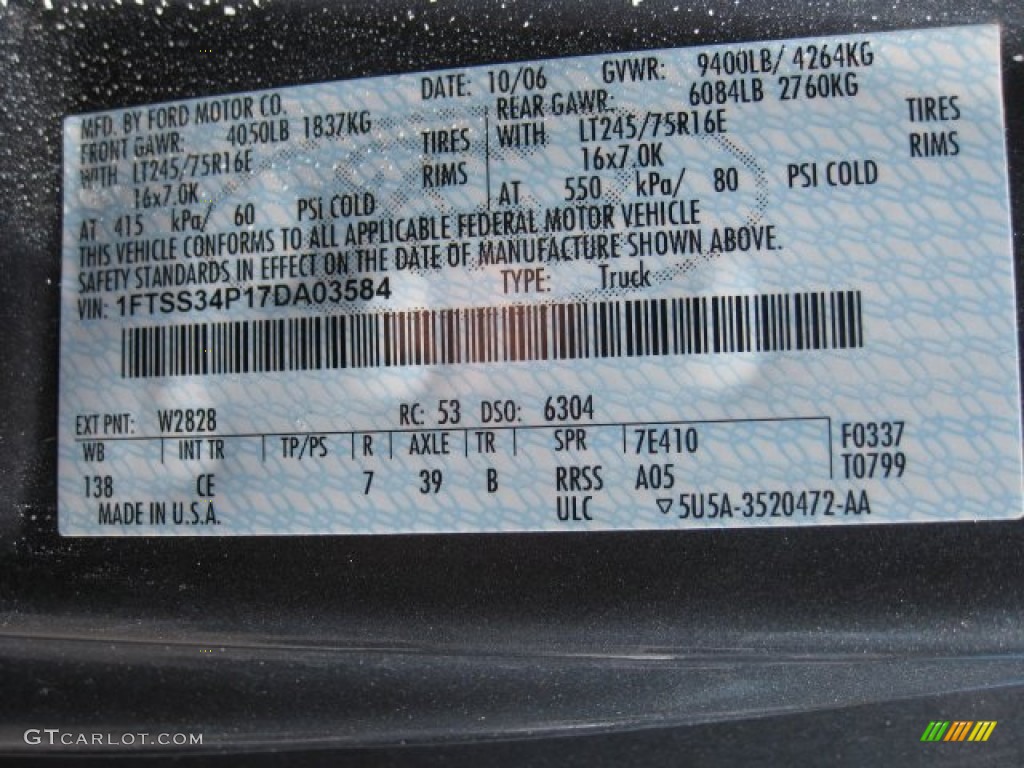 MFD. BY FORD MOTOR CO. DATE: 10/06 GVWR: 9400LB/ 4264KG
FRONT GAWR: 4050LB 1837KG REAR GAWR: 6084LB 2760KG
WITH LT245/75R16E TIRES WITH LT245/75R16E TIRES
16x7.0K RIMS 16x7.0K RIMS
AT 415 kPa/ 60 PSI COLD AT 550 kPa/ 80 PSI COLD
THIS VEHICLE CONFORMS TO ALL APPLICABLE FEDERAL MOTOR VEHICLE
SAFETY STANDARDS IN EFFECT ON THE DATE OF MANUFACTURE SHOWN ABOVE.
VIN: 1FTSS34P17DA03584 TYPE: Truck
EXT PNT: W2828 RC: 53 DSO: 6304
WB INT TR TP/PS R AXLE TR SPR 7E410 F0337
138 CE 7 39 B RRSS A05 T0799
MADE IN U.S.A. ULC ▽5U5A-3520472-AA
GTCARLOT.COM